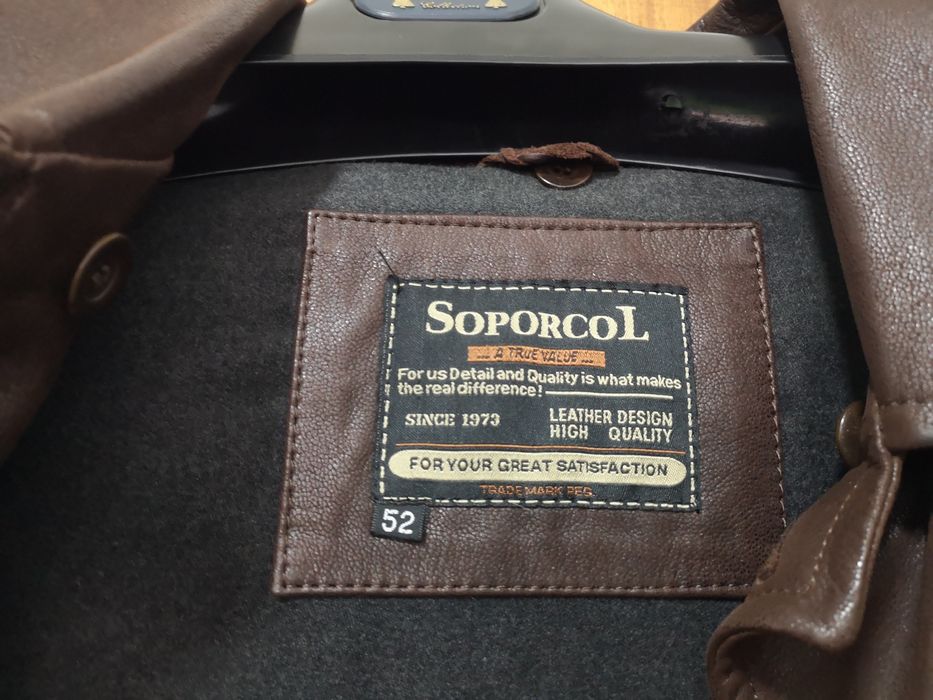 Collection
SOPORCOL
... A TRUE VALUE ...
For us Detail and Quality is what makes
the real difference!
SINCE 1973
LEATHER DESIGN
HIGH QUALITY
FOR YOUR GREAT SATISFACTION
TRADE MARK REG
52